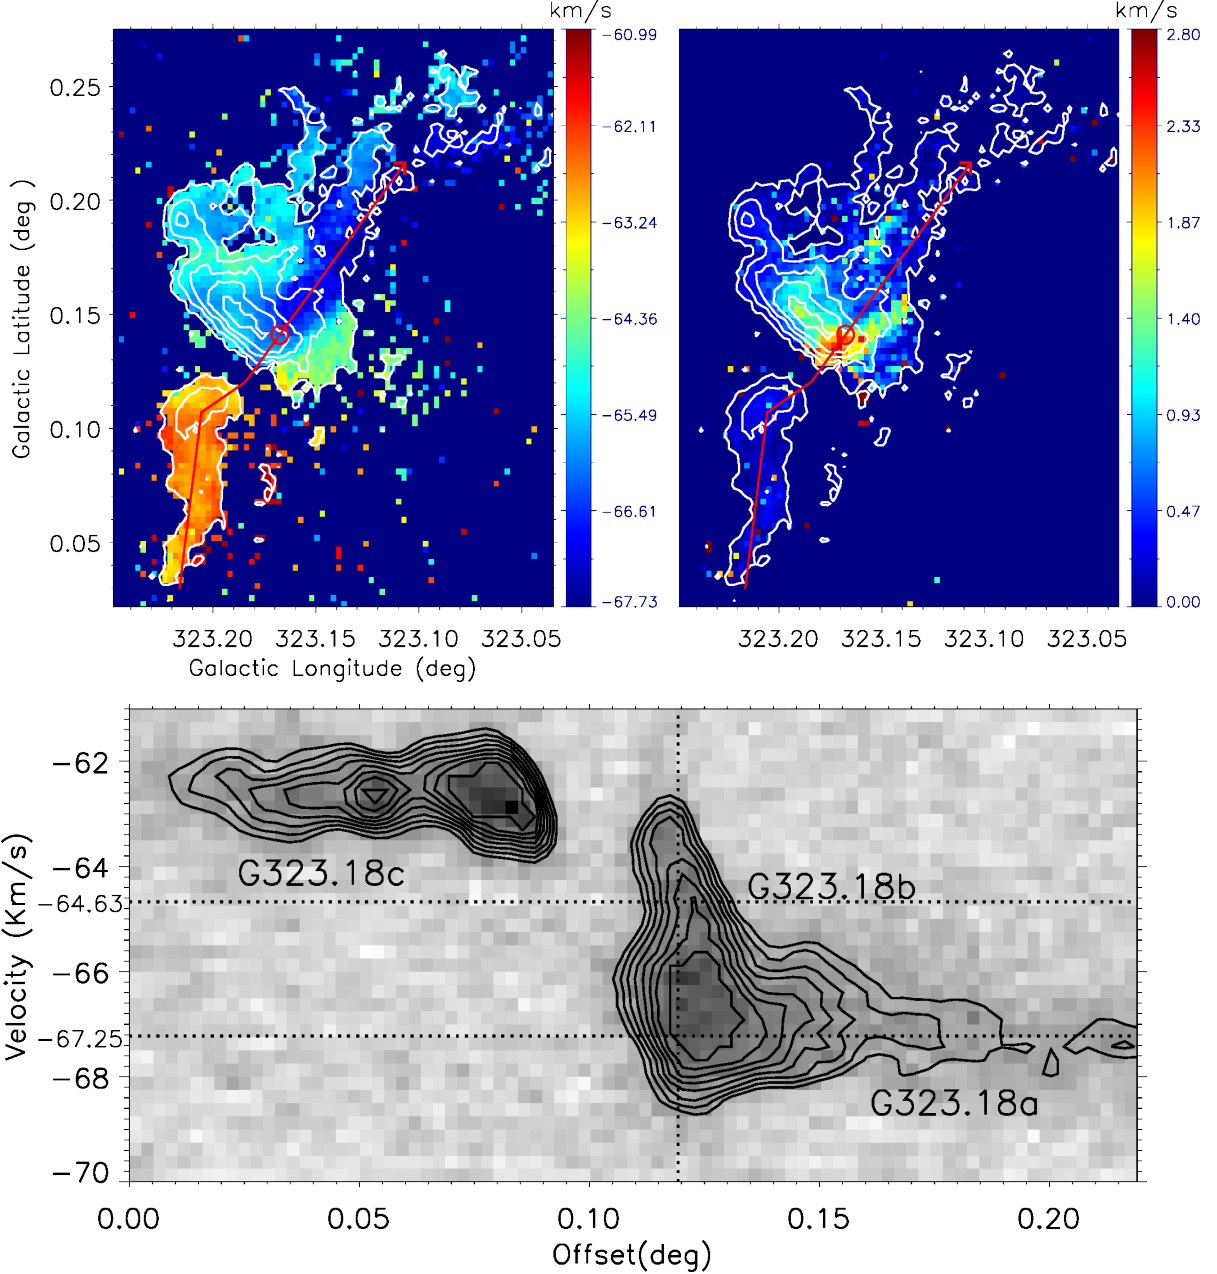 km/s
km/s
0.25
0.20
0.15
0.10
0.05
Galactic Latitude (deg )
323.20 323.15 323.10 323.05
Galactic Longitude (deg)
-60.99
-62.11
-63.24
-64.36
-65.49
-66.61
-67.73
323.20 323.15 323.10 323.05
2.80
2.33
1.87
1.40
0.93
0.47
0.00
Velocity (Km/s)
-62
-64
-64.63
-66
-67.25
-68
-70
G323.18c
G323.18b
G323.18a
0.00 0.05 0.10 0.15 0.20
Offset(deg)